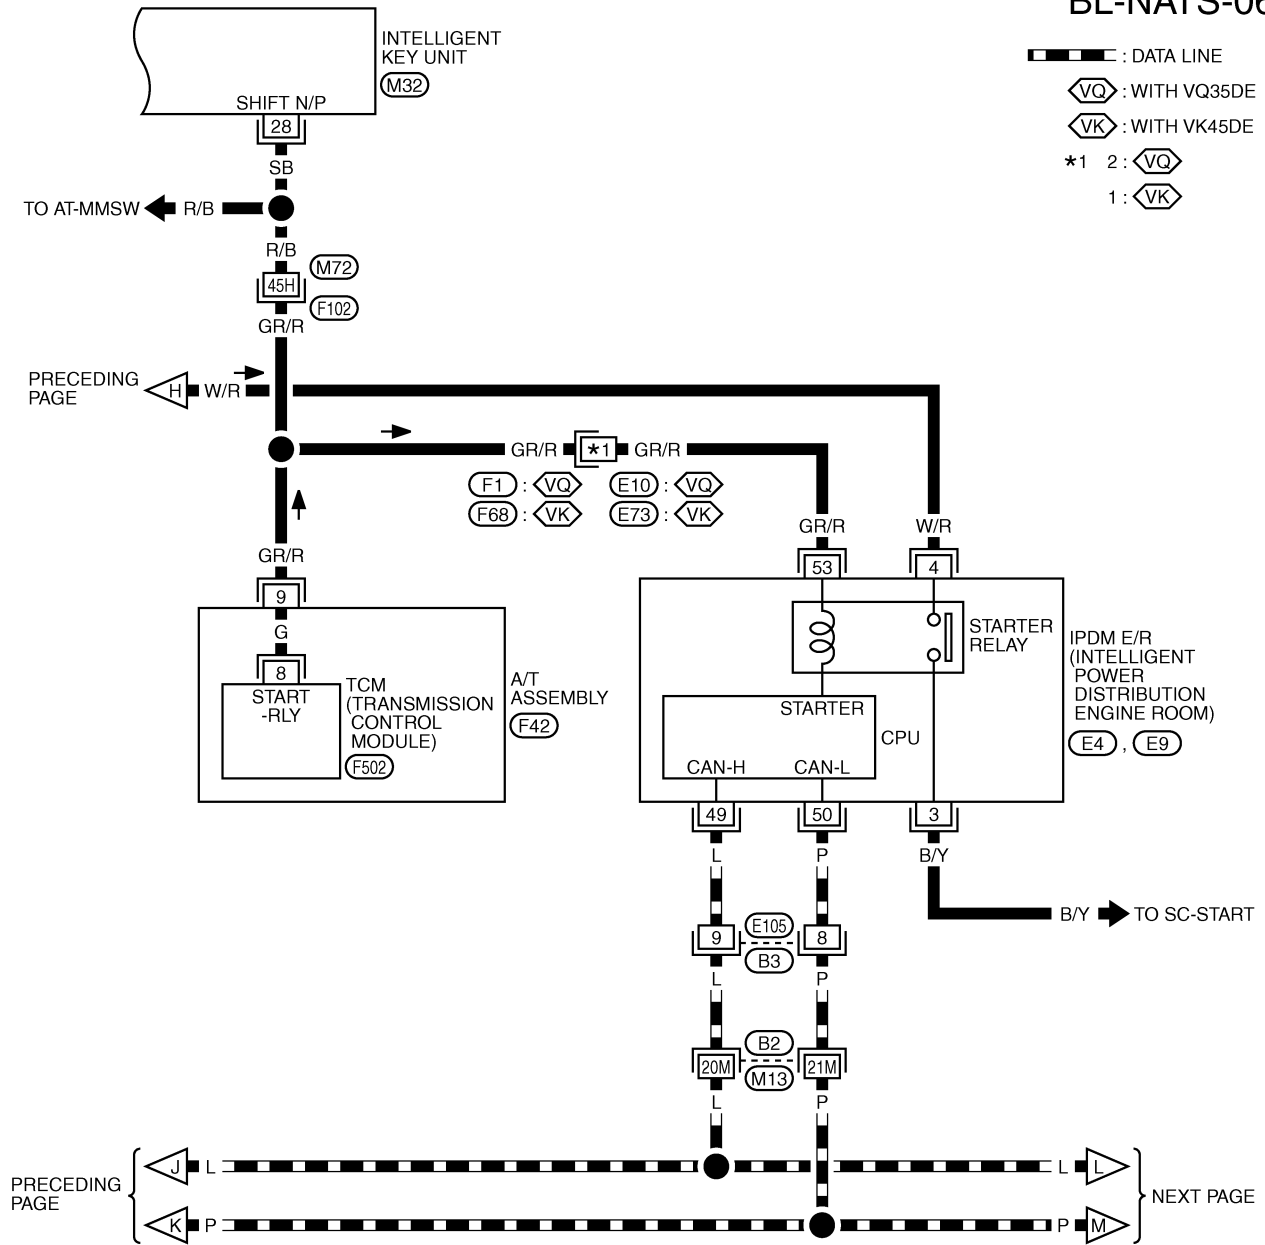 BL-NATS-06
: DATA LINE
VQ : WITH VQ35DE
VK : WITH VK45DE
*1 2 : VQ
1 : VK
INTELLIGENT
KEY UNIT
M32
SHIFT N/P
28
SB
TO AT-MMSW R/B
R/B
M72
45H
F102
GR/R
PRECEDING
PAGE
H W/R
GR/R *1 GR/R
F1 : VQ E10 : VQ
F68 : VK E73 : VK
GR/R
GR/R W/R
9
53 4
G
8
START
-RLY
TCM
(TRANSMISSION
CONTROL
MODULE)
F502
A/T
ASSEMBLY
F42
STARTER
RELAY
IPDM E/R
(INTELLIGENT
POWER
DISTRIBUTION
ENGINE ROOM)
E4 , E9
STARTER
CPU
CAN-H CAN-L
49 50 3
L P B/Y
B/Y TO SC-START
9 E105 8
B3
L P
B2
20M 21M
M13
L P
PRECEDING
PAGE
J L L L
K P P M
NEXT PAGE